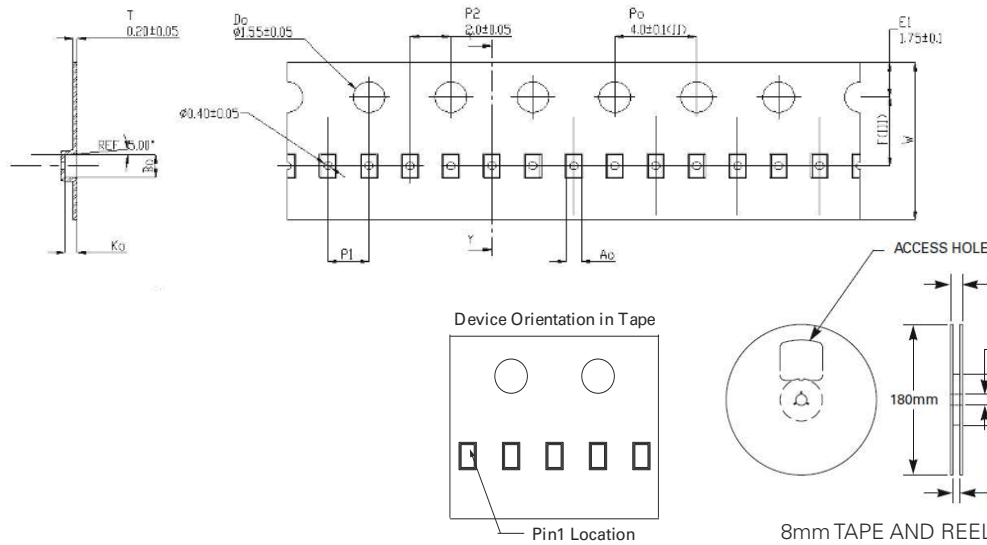 T
0.20±0.05
REF 5.00°
Bo
Ko
Do
Ø1.55±0.05
P2
2.0±0.05
Y
Po
4.0±0.1(II)
E1
1.75±0.1
Ø0.40±0.05
F(III)
W
P1
Y
Ao
ACCESS HOLE
Device Orientation in Tape
180mm
Pin1 Location
8mm TAPE AND REEL